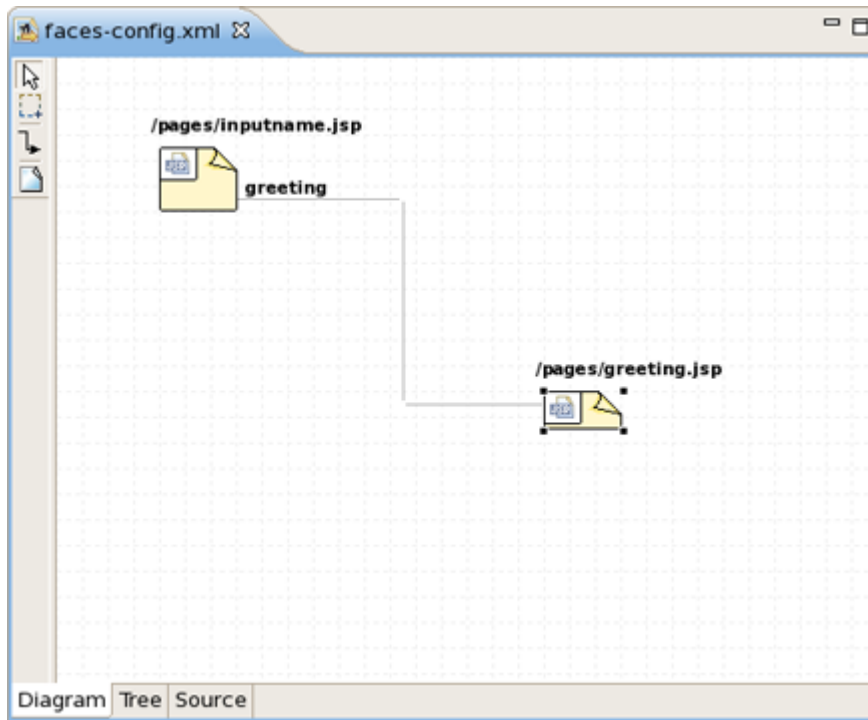 faces-config.xml
/pages/inputname.jsp
greeting
/pages/greeting.jsp
Diagram Tree Source